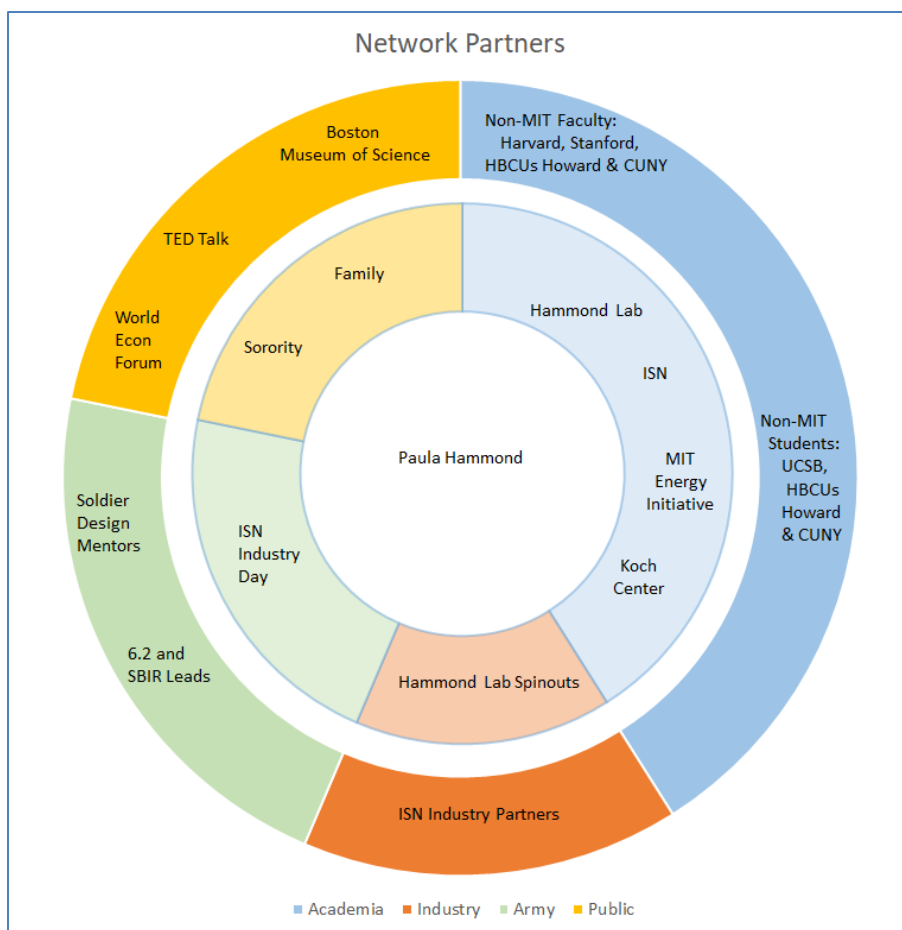 Network Partners
Boston
Museum of Science
Non-MIT Faculty:
Harvard, Stanford,
HBCUs Howard & CUNY
TED Talk
World
Econ
Forum
Family
Sorority
Hammond Lab
ISN
MIT
Energy
Initiative
Koch
Center
Non-MIT
Students:
UCSB,
HBCUs
Howard
& CUNY
Paula Hammond
Soldier
Design
Mentors
ISN
Industry
Day
6.2 and
SBIR Leads
Hammond Lab Spinouts
ISN Industry Partners
Academia Industry Army Public